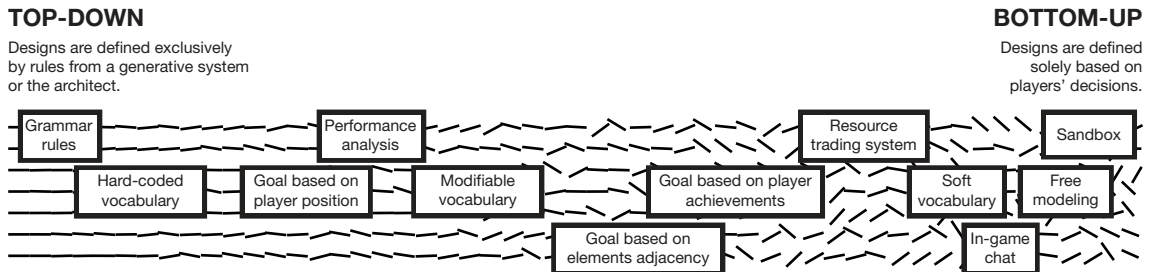 TOP-DOWN
Designs are defined exclusively
by rules from a generative system
or the architect.
BOTTOM-UP
Designs are defined
solely based on
players' decisions.
Grammar
rules
Performance
analysis
Resource
trading system
Sandbox
Hard-coded
vocabulary
Goal based on
player position
Modifiable
vocabulary
Goal based on player
achievements
Soft
vocabulary
Free
modeling
Goal based on
elements adjacency
In-game
chat